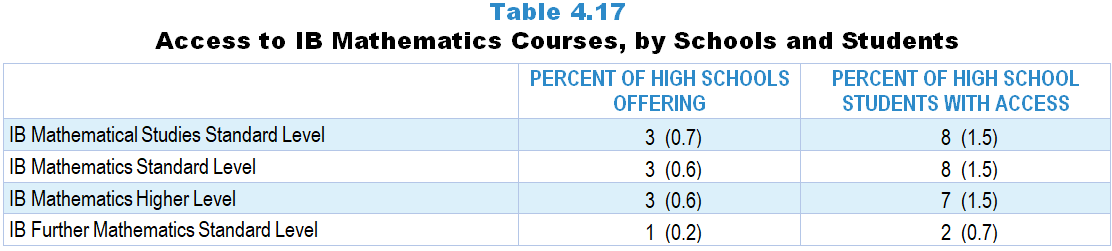 Table 4.17
Access to IB Mathematics Courses, by Schools and Students
PERCENT OF HIGH SCHOOLS OFFERING PERCENT OF HIGH SCHOOL STUDENTS WITH ACCESS
IB Mathematical Studies Standard Level 3 (0.7) 8 (1.5)
IB Mathematics Standard Level 3 (0.6) 8 (1.5)
IB Mathematics Higher Level 3 (0.6) 7 (1.5)
IB Further Mathematics Standard Level 1 (0.2) 2 (0.7)